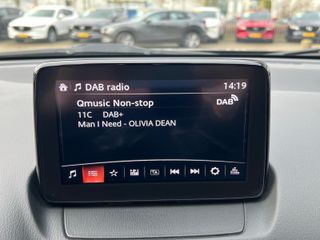 DAB radio 14:19
Qmusic Non-stop DAB
11C DAB+
Man I Need - OLIVIA DEAN